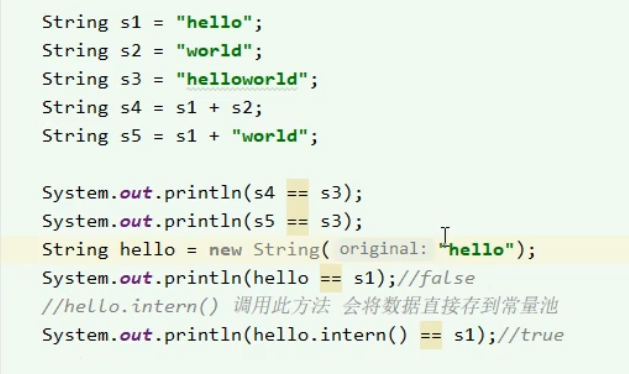 String s1 = "hello";
String s2 = "world";
String s3 = "helloworld";
String s4 = s1 + s2;
String s5 = s1 + "world";
System.out.println(s4 == s3);
System.out.println(s5 == s3);
String hello = new String( original: "hello");
System.out.println(hello == s1);//false
//hello.intern() 调用此方法 会将数据直接存到常量池
System.out.println(hello.intern() == s1);//true